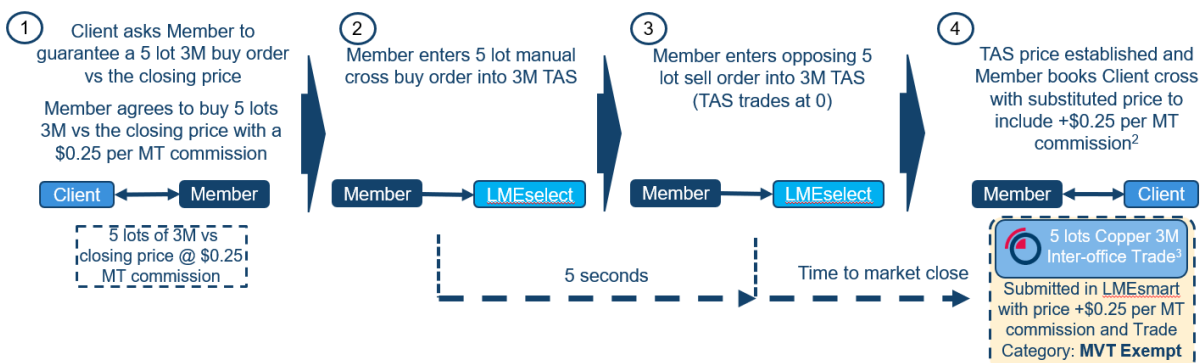 1
Client asks Member to
guarantee a 5 lot 3M buy order
vs the closing price
Member agrees to buy 5 lots
3M vs the closing price with a
$0.25 per MT commission
Client
Member
5 lots of 3M vs
closing price @ $0.25
MT commission
2
Member enters 5 lot manual
cross buy order into 3M TAS
Member
LMEselect
3
Member enters opposing 5
lot sell order into 3M TAS
(TAS trades at 0)
Member
LMEselect
5 seconds
Time to market close
4
TAS price established and
Member books Client cross
with substituted price to
include +$0.25 per MT
commission2
Member
Client
5 lots Copper 3M
Inter-office Trade3
Submitted in LMEsmart
with price +$0.25 per MT
commission and Trade
Category: MVT Exempt